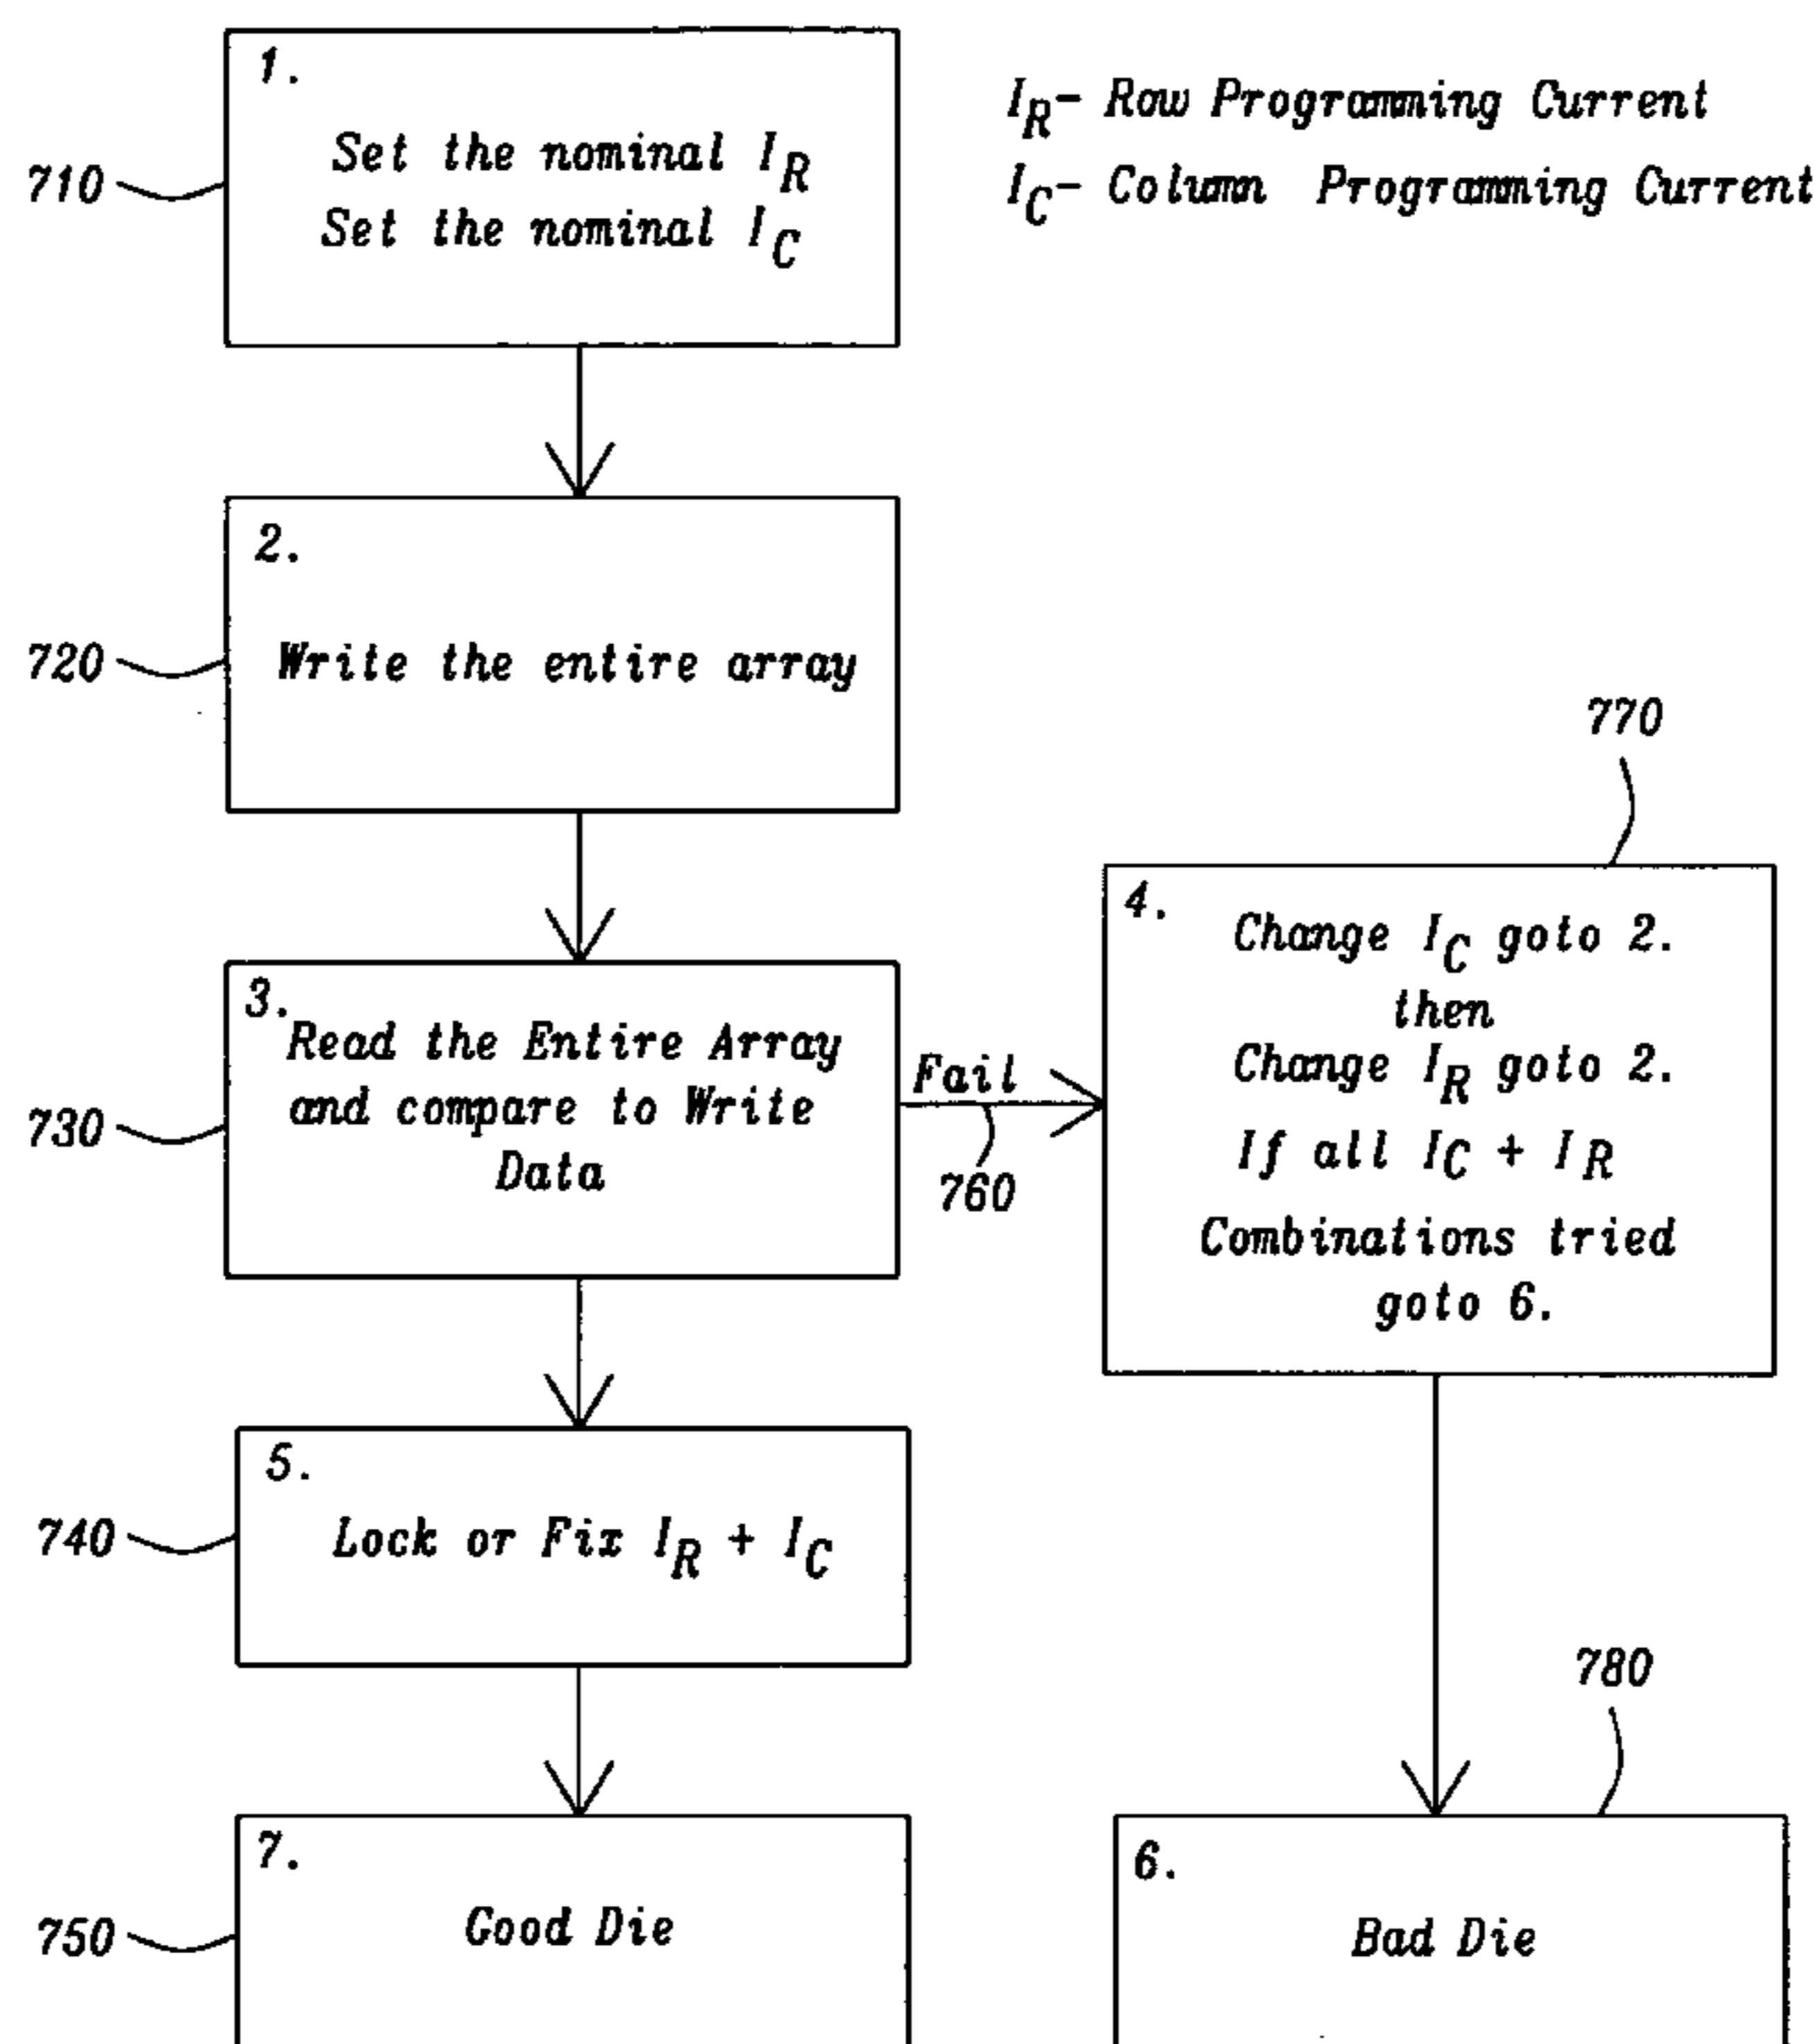 1.
710
Set the nominal I_R
Set the nominal I_C
I_R- Row Programming Current
I_C- Column Programming Current
2.
720
Write the entire array
3.
730
Read the Entire Array
and compare to Write
Data
Fail
760
770
4.
Change I_C goto 2.
then
Change I_R goto 2.
If all I_C + I_R
Combinations tried
goto 6.
5.
740
Lock or Fix I_R + I_C
7.
750
Good Die
780
6.
Bad Die